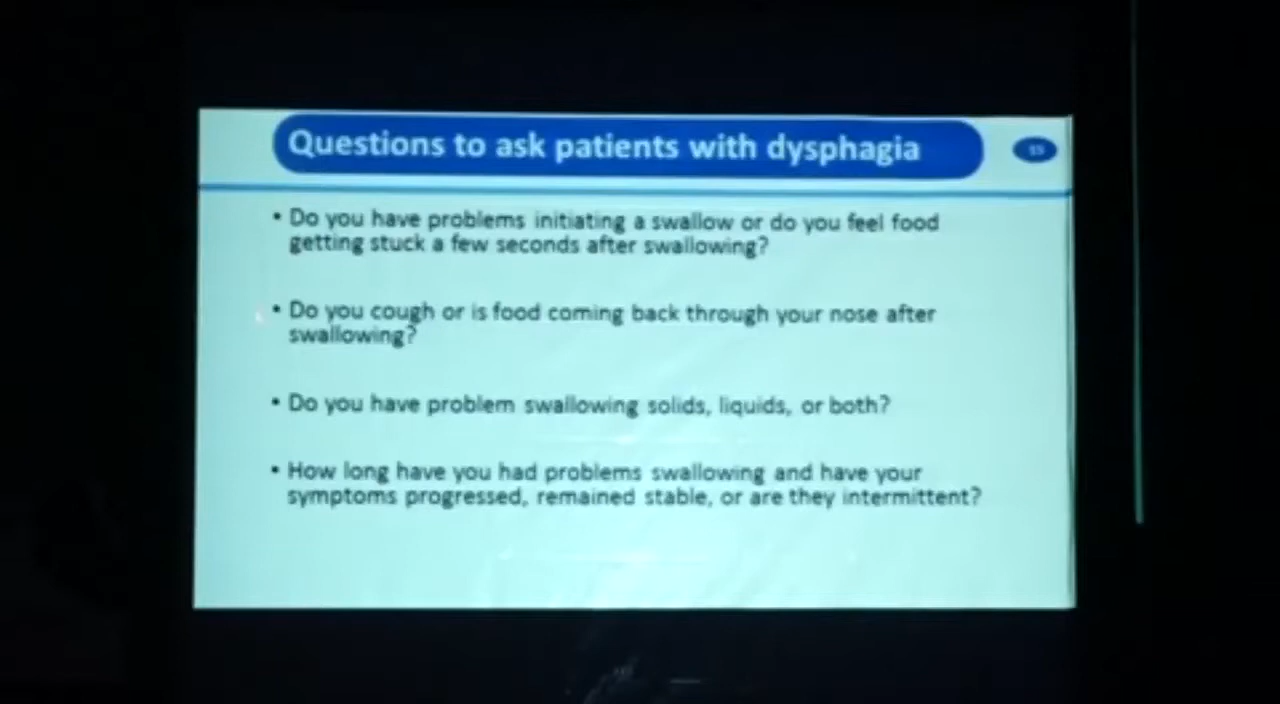 Questions to ask patients with dysphagia
• Do you have problems initiating a swallow or do you feel food
getting stuck a few seconds after swallowing?
• Do you cough or is food coming back through your nose after
swallowing?
• Do you have problem swallowing solids, liquids, or both?
• How long have you had problems swallowing and have your
symptoms progressed, remained stable, or are they intermittent?